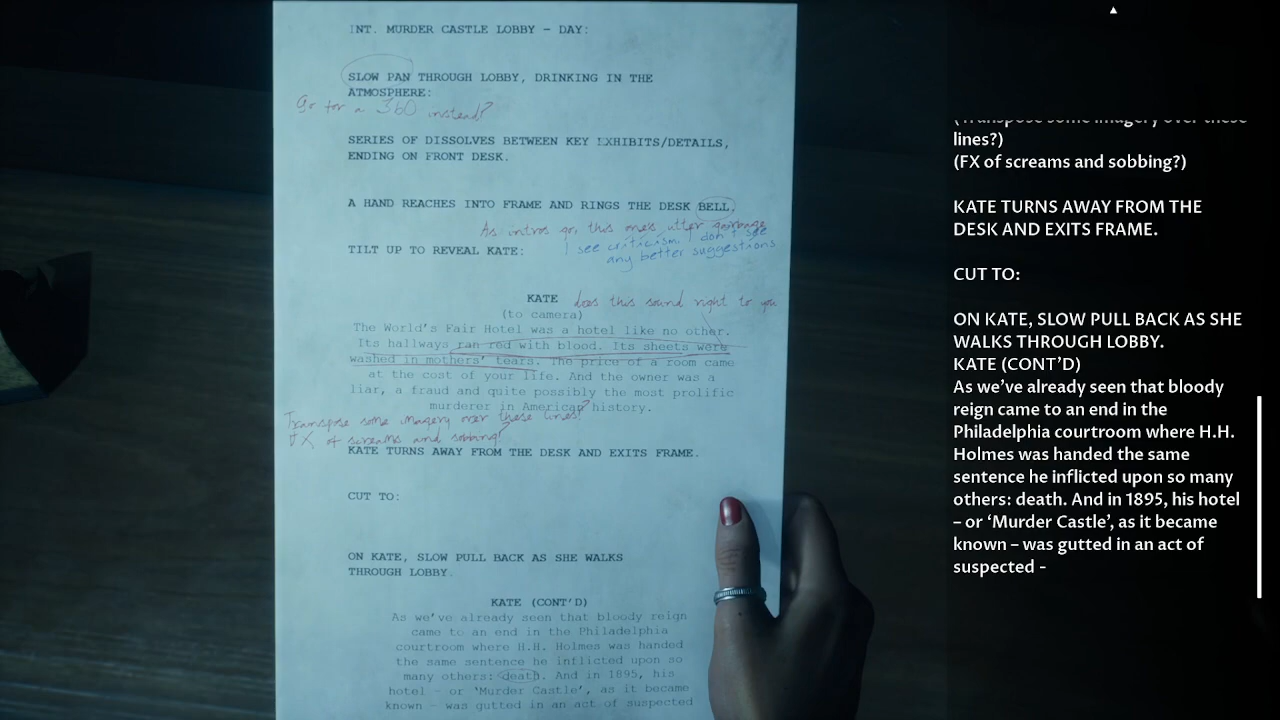 INT. MURDER CASTLE LOBBY – DAY:
SLOW PAN THROUGH LOBBY, DRINKING IN THE
ATMOSPHERE:
Go for a 360 instead?
SERIES OF DISSOLVES BETWEEN KEY EXHIBITS/DETAILS,
ENDING ON FRONT DESK.
A HAND REACHES INTO FRAME AND RINGS THE DESK BELL.
As intros go, this one's utter garbage
I see criticism, I don't see
any better suggestions
TILT UP TO REVEAL KATE:
KATE
does this sound right to you
(to camera)
The World's Fair Hotel was a hotel like no other.
Its hallways ran red with blood. Its sheets were
washed in mothers' tears. The price of a room came
at the cost of your life. And the owner was a
liar, a fraud and quite possibly the most prolific
murderer in American history.
Transpose some imagery over these lines?
FX of screams and sobbing?
KATE TURNS AWAY FROM THE DESK AND EXITS FRAME.
CUT TO:
ON KATE, SLOW PULL BACK AS SHE WALKS
THROUGH LOBBY.
KATE (CONT'D)
As we've already seen that bloody reign
came to an end in the Philadelphia
courtroom where H.H. Holmes was handed
the same sentence he inflicted upon so
many others: death. And in 1895, his
hotel – or 'Murder Castle', as it became
known – was gutted in an act of suspected
(Transpose some imagery over these
lines?)
(FX of screams and sobbing?)
KATE TURNS AWAY FROM THE
DESK AND EXITS FRAME.
CUT TO:
ON KATE, SLOW PULL BACK AS SHE
WALKS THROUGH LOBBY.
KATE (CONT'D)
As we've already seen that bloody
reign came to an end in the
Philadelphia courtroom where H.H.
Holmes was handed the same
sentence he inflicted upon so many
others: death. And in 1895, his hotel
– or 'Murder Castle', as it became
known – was gutted in an act of
suspected -